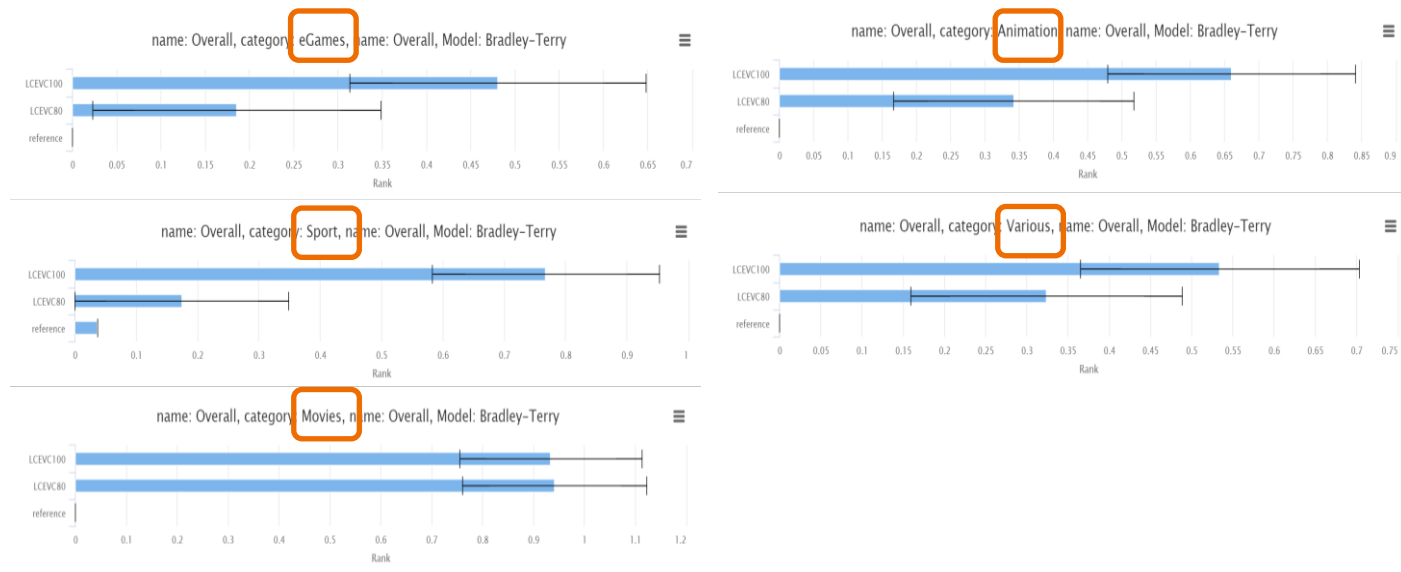 name: Overall, category: eGames, name: Overall, Model: Bradley-Terry
LCEVC100
LCEVC80
reference
0 0.05 0.1 0.15 0.2 0.25 0.3 0.35 0.4 0.45 0.5 0.55 0.6 0.65 0.7
Rank
name: Overall, category: Animation, name: Overall, Model: Bradley-Terry
LCEVC100
LCEVC80
reference
0 0.05 0.1 0.15 0.2 0.25 0.3 0.35 0.4 0.45 0.5 0.55 0.6 0.65 0.7 0.75 0.8 0.85 0.9
Rank
name: Overall, category: Sport, name: Overall, Model: Bradley-Terry
LCEVC100
LCEVC80
reference
0 0.1 0.2 0.3 0.4 0.5 0.6 0.7 0.8 0.9 1
Rank
name: Overall, category: Various, name: Overall, Model: Bradley-Terry
LCEVC100
LCEVC80
reference
0 0.05 0.1 0.15 0.2 0.25 0.3 0.35 0.4 0.45 0.5 0.55 0.6 0.65 0.7 0.75
Rank
name: Overall, category: Movies, name: Overall, Model: Bradley-Terry
LCEVC100
LCEVC80
reference
0 0.1 0.2 0.3 0.4 0.5 0.6 0.7 0.8 0.9 1 1.1 1.2
Rank